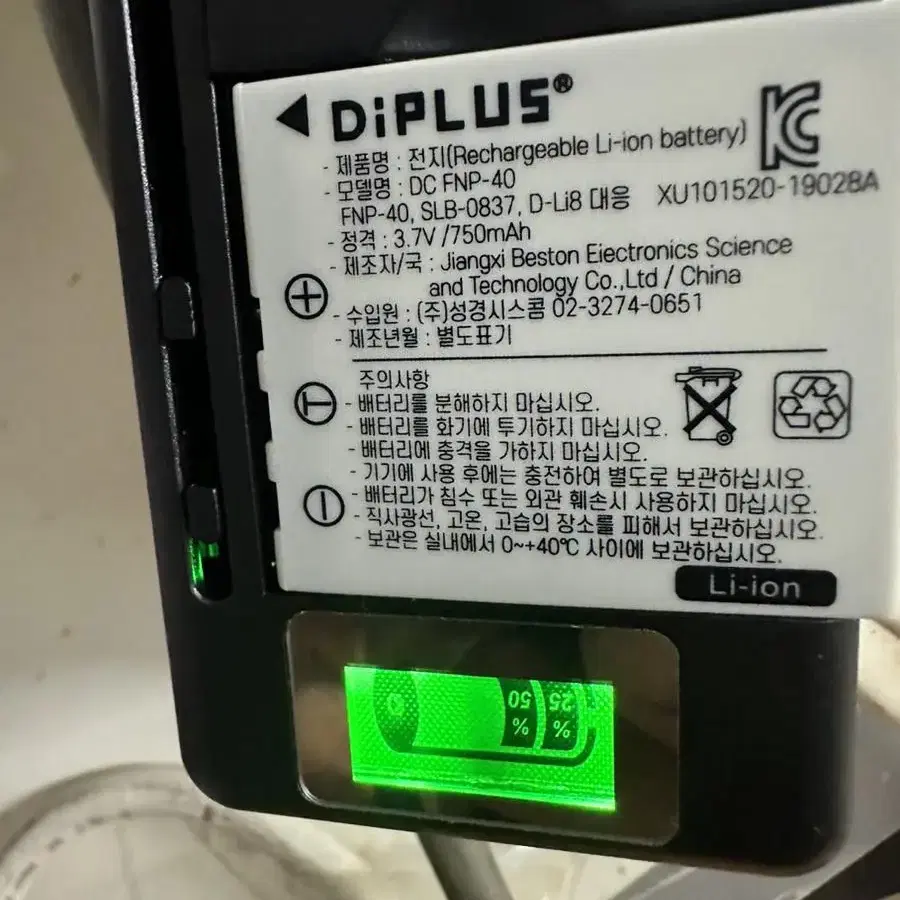 DiPLUS®
- 제품명 : 전지(Rechargeable Li-ion battery)
- 모델명 : DC FNP-40
FNP-40, SLB-0837, D-Li8 대응
XU101520-19028A
- 정격 : 3.7V /750mAh
- 제조자/국 : Jiangxi Beston Eiectronics Science
and Technology Co.,Ltd / China
- 수입원 : (주)성경시스콤 02-3274-0651
- 제조년월 : 별도표기
주의사항
- 배터리를 분해하지 마십시오.
- 배터리를 화기에 투기하지 마십시오.
- 배터리에 충격을 가하지 마십시오.
- 기기에 사용 후에는 충전하여 별도로 보관하십시오.
- 배터리가 침수 또는 외관 훼손시 사용하지 마십시오.
- 직사광선, 고온, 고습의 장소를 피해서 보관하십시오.
- 보관은 실내에서 0~+40℃ 사이에 보관하십시오.
Li-ion
50 25
% %